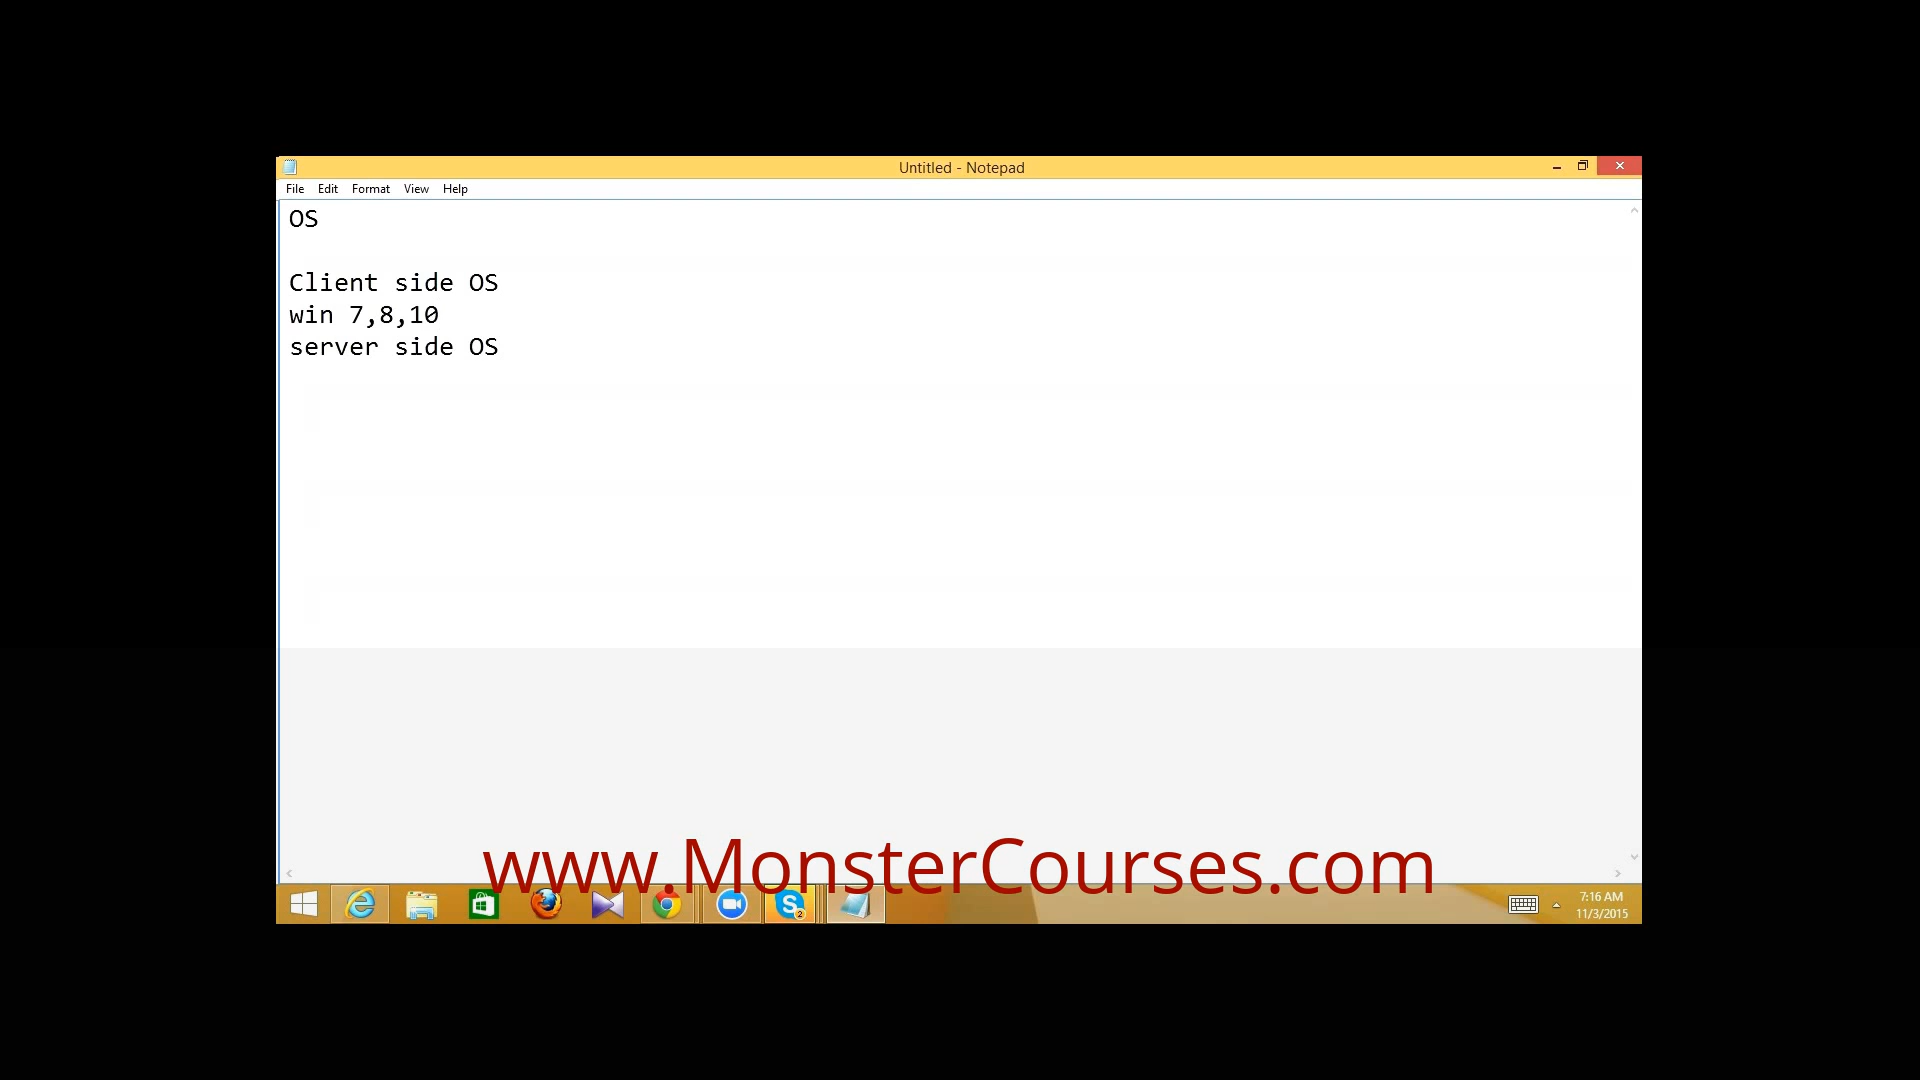 Untitled - Notepad
File Edit Format View Help
OS
Client side OS
win 7,8,10
server side OS
www.MonsterCourses.com
2
7:16 AM
11/3/2015